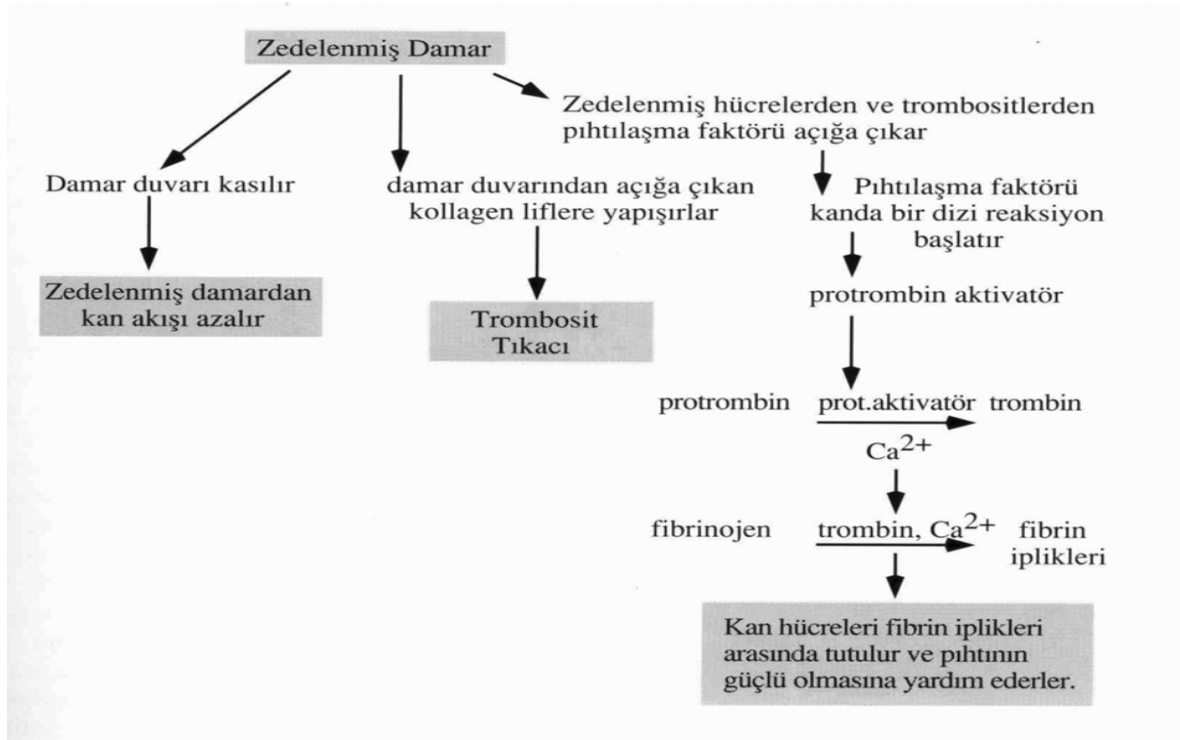 Zedelenmiş Damar
Zedelenmiş hücrelerden ve trombositlerden
pıhtılaşma faktörü açığa çıkar
Damar duvarı kasılır
damar duvarından açığa çıkan
kollagen liflere yapışırlar
Pıhtılaşma faktörü
kanda bir dizi reaksiyon
başlatır
Zedelenmiş damardan
kan akışı azalır
Trombosit
Tıkacı
protrombin aktivatör
protrombin prot.aktivatör trombin
Ca2+
fibrinojen trombin, Ca2+ fibrin
iplikleri
Kan hücreleri fibrin iplikleri
arasında tutulur ve pıhtının
güçlü olmasına yardım ederler.